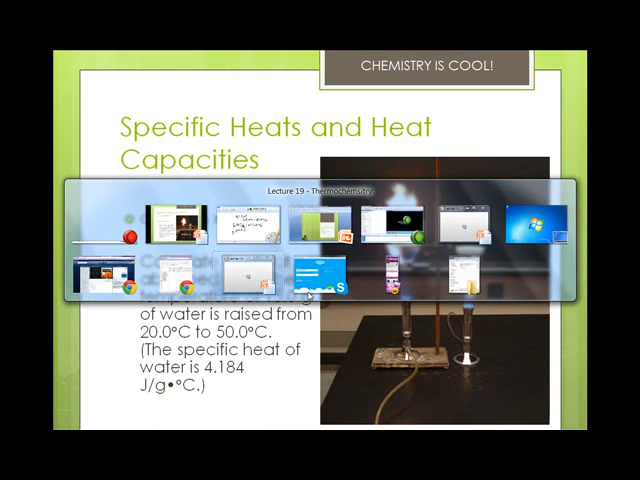 CHEMISTRY IS COOL!
Specific Heats and Heat
Capacities
Lecture 19 - Thermochemsitry
of water is raised from
20.0°C to 50.0°C.
(The specific heat of
water is 4.184
J/g•°C.)